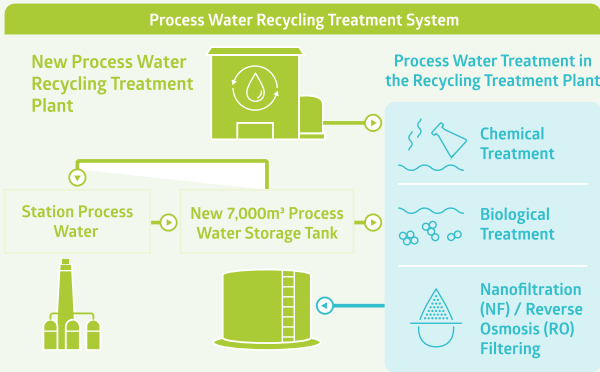 Process Water Recycling Treatment System
New Process Water
Recycling Treatment
Plant
Process Water Treatment in
the Recycling Treatment Plant
Chemical
Treatment
Station Process
Water
New 7,000m³ Process
Water Storage Tank
Biological
Treatment
Nanofiltration
(NF) / Reverse
Osmosis (RO)
Filtering